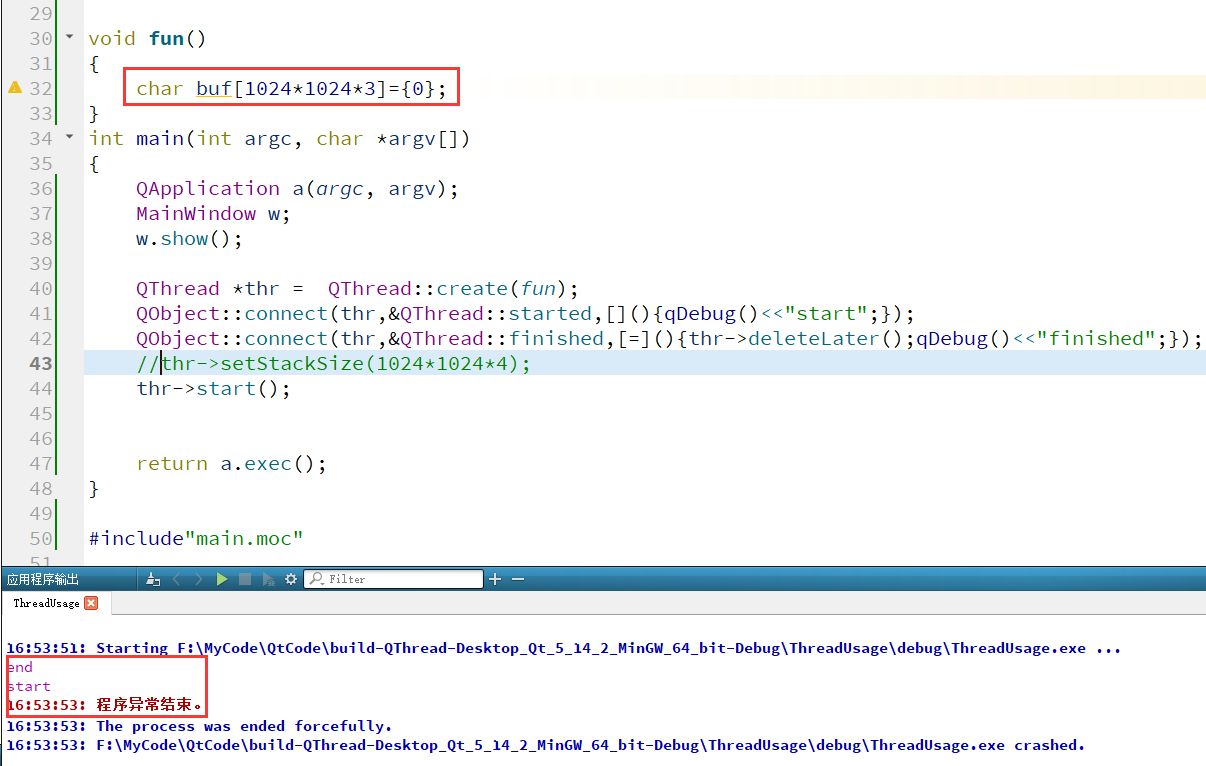 29
30 void fun()
31 {
32 char buf[1024*1024*3]={0};
33 }
34 int main(int argc, char *argv[])
35 {
36 QApplication a(argc, argv);
37 MainWindow w;
38 w.show();
39
40 QThread *thr =  QThread::create(fun);
41 QObject::connect(thr,&QThread::started,[](){qDebug()<<"start";});
42 QObject::connect(thr,&QThread::finished,[=](){thr->deleteLater();qDebug()<<"finished";});
43 //thr->setStackSize(1024*1024*4);
44 thr->start();
45
46
47 return a.exec();
48 }
49
50 #include"main.moc"
51
应用程序输出 Filter
ThreadUsage
16:53:51: Starting F:\MyCode\QtCode\build-QThread-Desktop_Qt_5_14_2_MinGW_64_bit-Debug\ThreadUsage\debug\ThreadUsage.exe ...
end
start
16:53:53: 程序异常结束。
16:53:53: The process was ended forcefully.
16:53:53: F:\MyCode\QtCode\build-QThread-Desktop_Qt_5_14_2_MinGW_64_bit-Debug\ThreadUsage\debug\ThreadUsage.exe crashed.